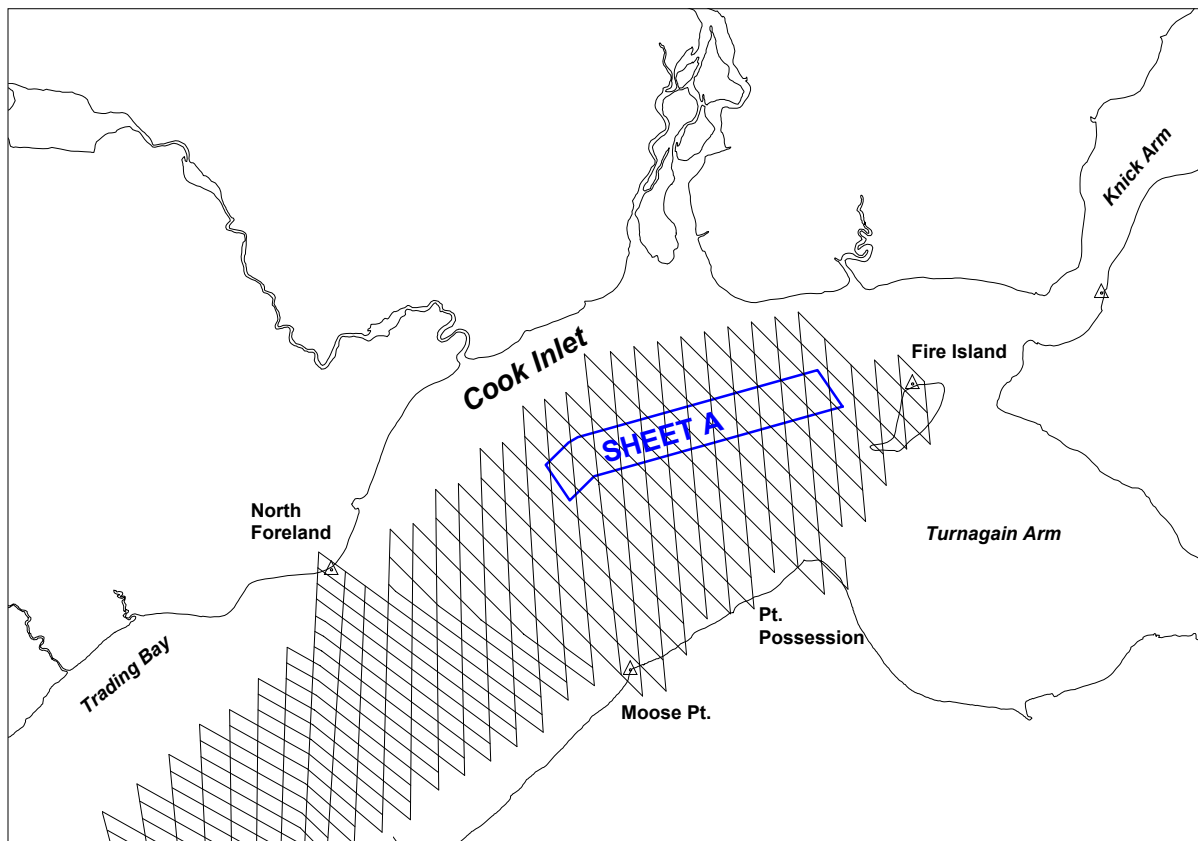 Knick Arm
Cook Inlet
Fire Island
SHEET A
North
Foreland
Turnagain Arm
Pt.
Possession
Trading Bay
Moose Pt.